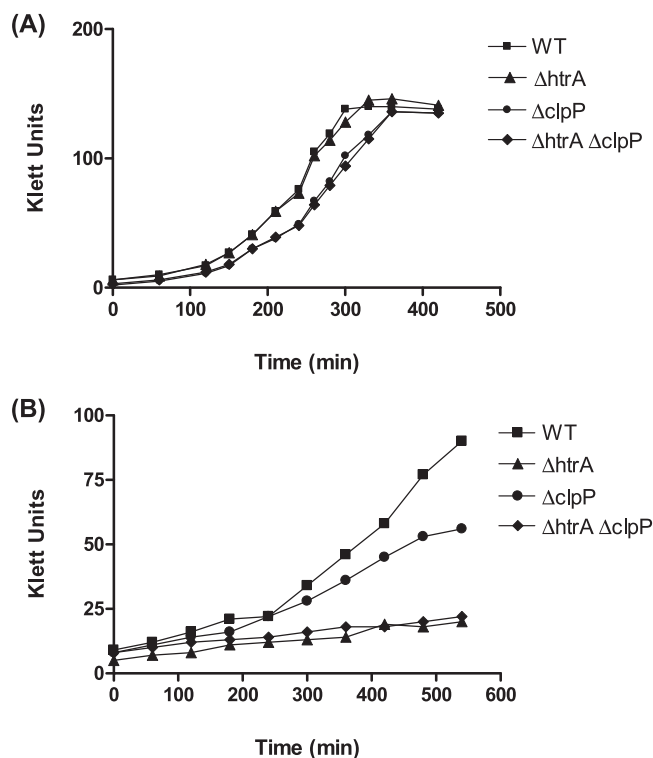 (A)
200
100
0
Klett Units
0 100 200 300 400 500
Time (min)
WT
ΔhtrA
ΔclpP
ΔhtrA ΔclpP
(B)
100
75
50
25
0
Klett Units
0 100 200 300 400 500 600
Time (min)
WT
ΔhtrA
ΔclpP
ΔhtrA ΔclpP